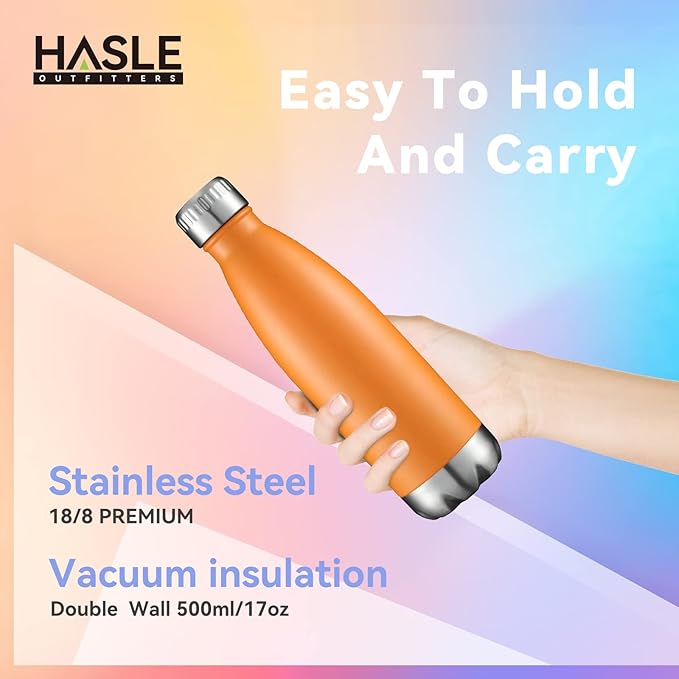 HASLE
OUTFITTERS
Easy To Hold
And Carry
Stainless Steel
18/8 PREMIUM
Vacuum insulation
Double Wall 500ml/17oz